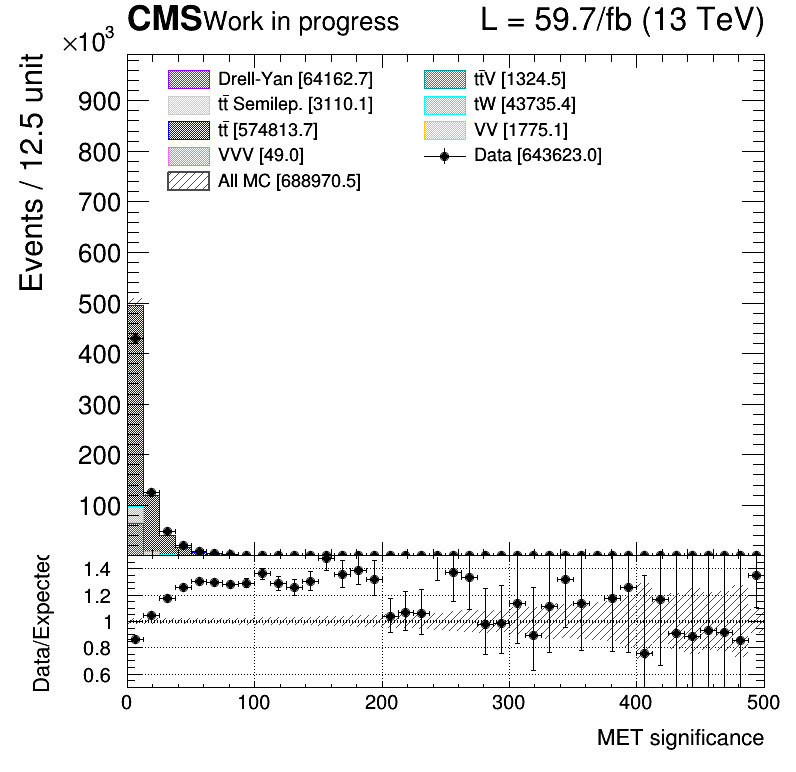 CMS Work in progress L = 59.7/fb (13 TeV)
×10³
Events / 12.5 unit
Drell-Yan [64162.7]
tt̄ Semilep. [3110.1]
tt̄ [574813.7]
VVV [49.0]
All MC [688970.5]
tt̄V [1324.5]
tW [43735.4]
VV [1775.1]
Data [643623.0]
900
800
700
600
500
400
300
200
100
Data/Expected
1.4
1.2
1
0.8
0.6
0 100 200 300 400 500
MET significance